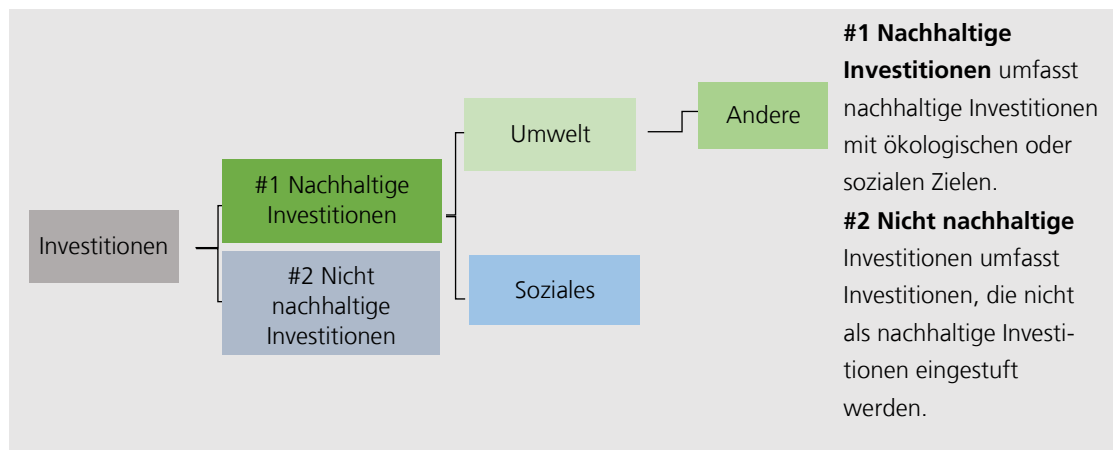 Investitionen
#1 Nachhaltige
Investitionen
#2 Nicht
nachhaltige
Investitionen
Umwelt
Soziales
Andere
#1 Nachhaltige
Investitionen umfasst
nachhaltige Investitionen
mit ökologischen oder
sozialen Zielen.
#2 Nicht nachhaltige
Investitionen umfasst
Investitionen, die nicht
als nachhaltige Investi-
tionen eingestuft
werden.